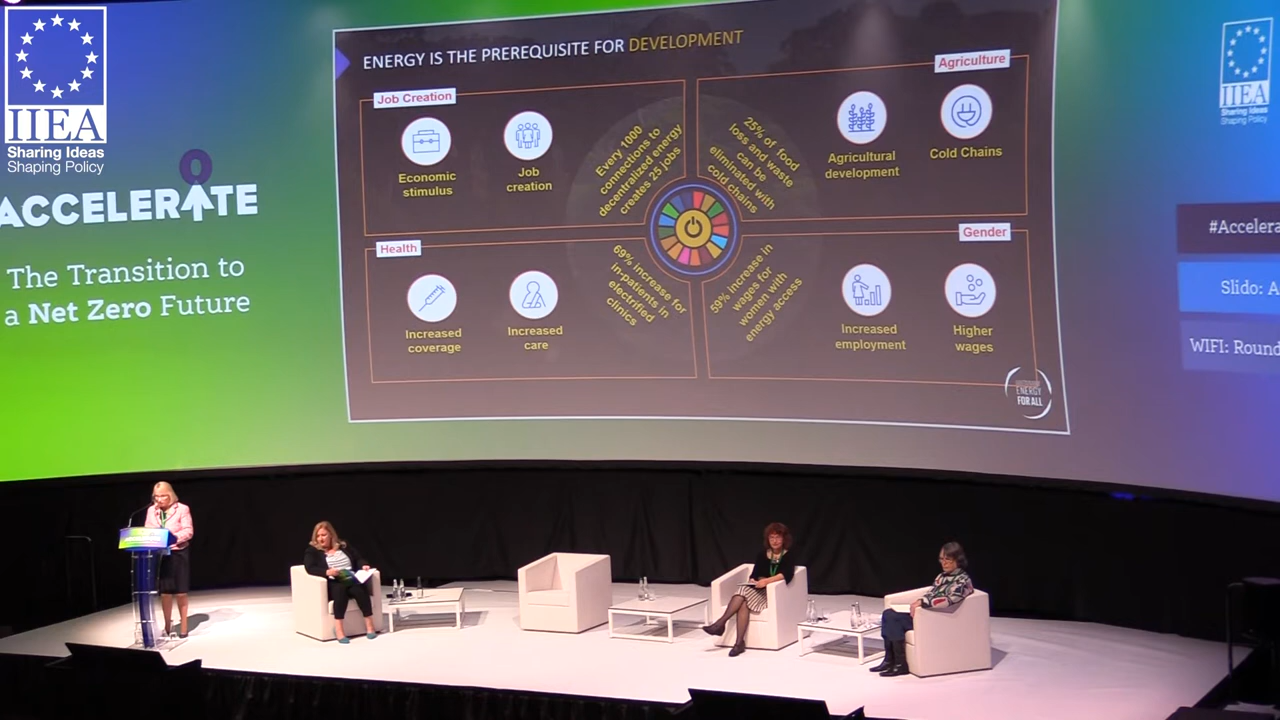 IIEA
Sharing Ideas
Shaping Policy
ACCELERATE
The Transition to
a Net Zero Future
ENERGY IS THE PREREQUISITE FOR DEVELOPMENT
Job Creation
Economic
stimulus
Job
creation
Every 1000
connections to
decentralized energy
creates 25 jobs
Agriculture
25% of food
loss and waste
can be
eliminated with
cold chains
Agricultural
development
Cold Chains
Health
Increased
coverage
Increased
care
69% increase for
in-patients in
electrified
clinics
Gender
59% increase in
wages for
women with
energy access
Increased
employment
Higher
wages
ENERGY
FOR ALL
IIEA
Sharing Ideas
Shaping Policy
#Accelera
Slido: A
WIFI: Round